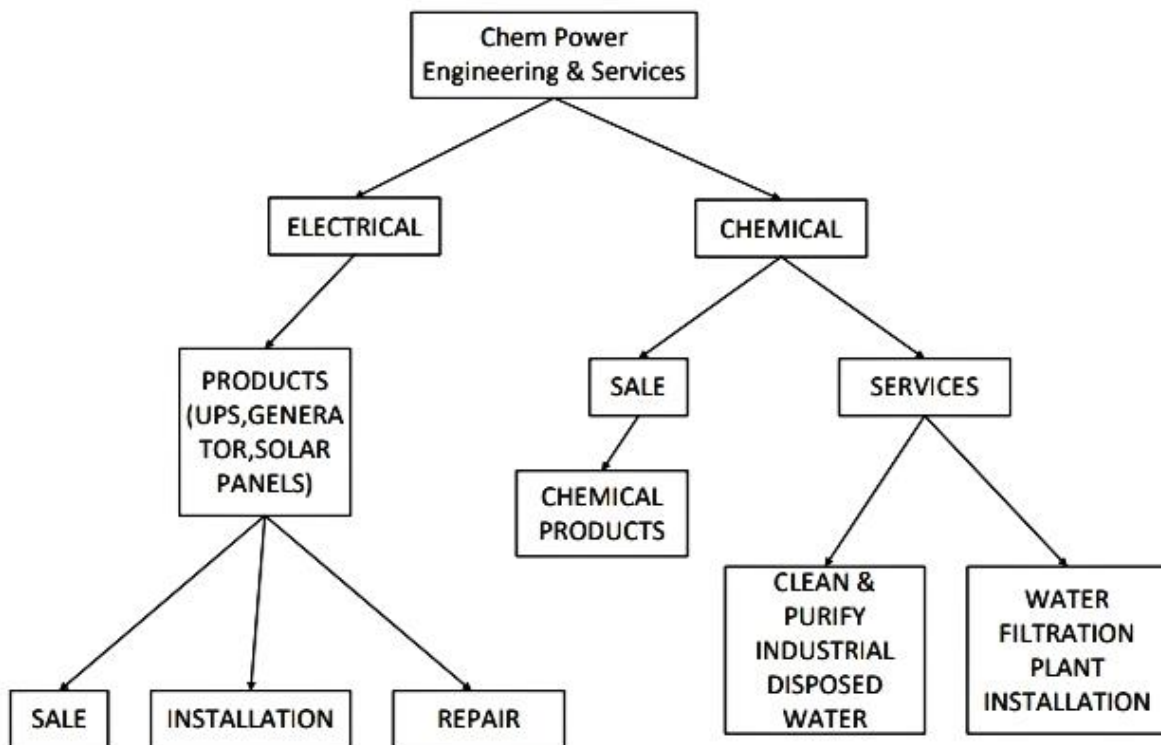 Chem Power
Engineering & Services
ELECTRICAL
CHEMICAL
PRODUCTS
(UPS,GENERA
TOR,SOLAR
PANELS)
SALE
SERVICES
CHEMICAL
PRODUCTS
CLEAN &
PURIFY
INDUSTRIAL
DISPOSED
WATER
WATER
FILTRATION
PLANT
INSTALLATION
SALE
INSTALLATION
REPAIR